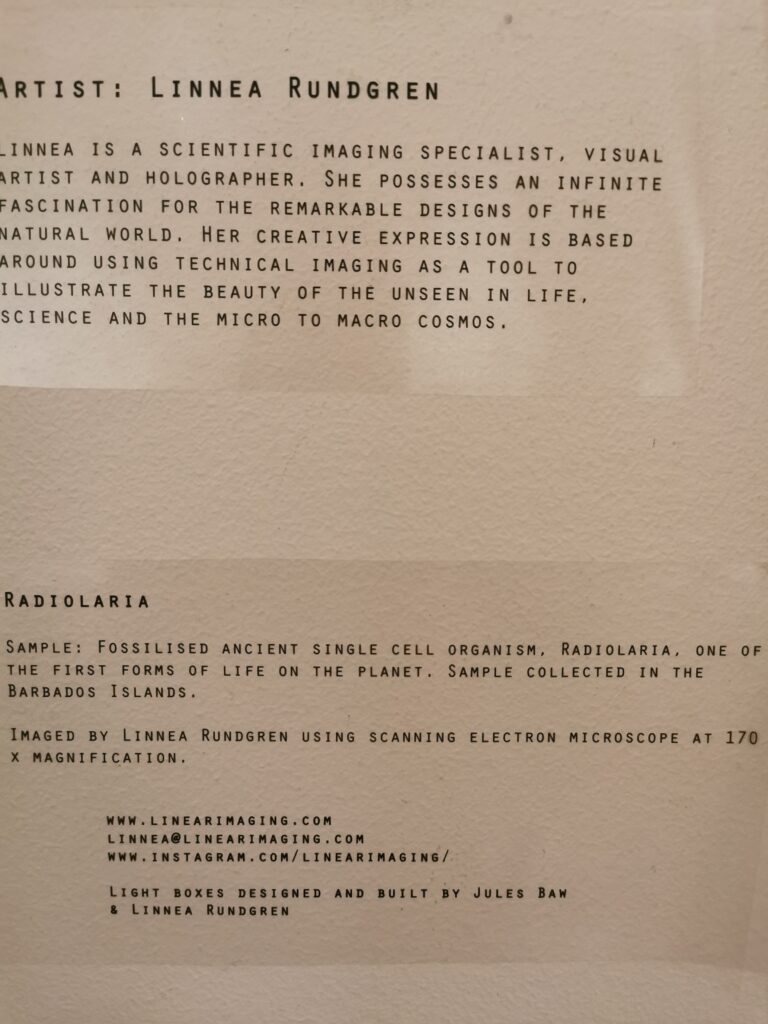 Artist: Linnea Rundgren
Linnea is a scientific imaging specialist, visual
artist and holographer. She possesses an infinite
fascination for the remarkable designs of the
natural world. Her creative expression is based
around using technical imaging as a tool to
illustrate the beauty of the unseen in life,
science and the micro to macro cosmos.
Radiolaria
Sample: Fossilised ancient single cell organism, Radiolaria, one of
the first forms of life on the planet. Sample collected in the
Barbados Islands.
Imaged by Linnea Rundgren using scanning electron microscope at 170
x magnification.
www.linearimaging.com
linnea@linearimaging.com
www.instagram.com/linearimaging/
Light boxes designed and built by Jules Baw
& Linnea Rundgren